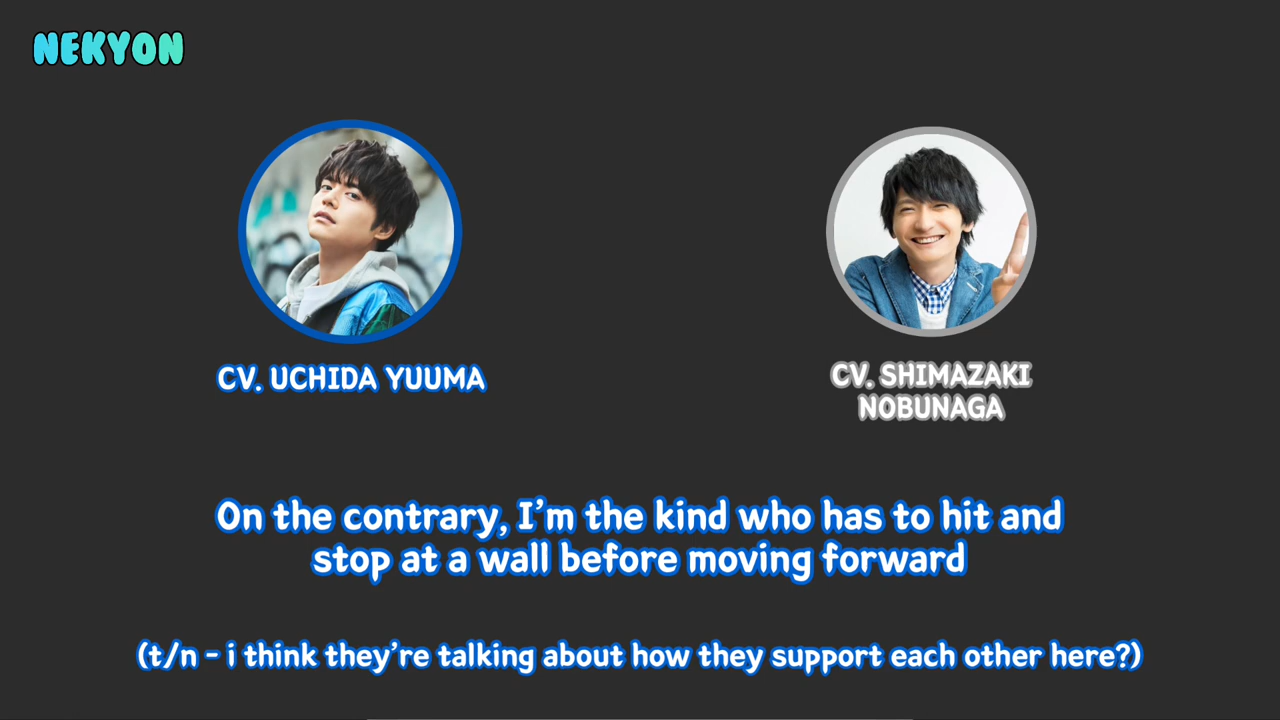 NEKYON
CV. UCHIDA YUUMA
CV. SHIMAZAKI
NOBUNAGA
On the contrary, I'm the kind who has to hit and
stop at a wall before moving forward
(t/n - i think they're talking about how they support each other here?)